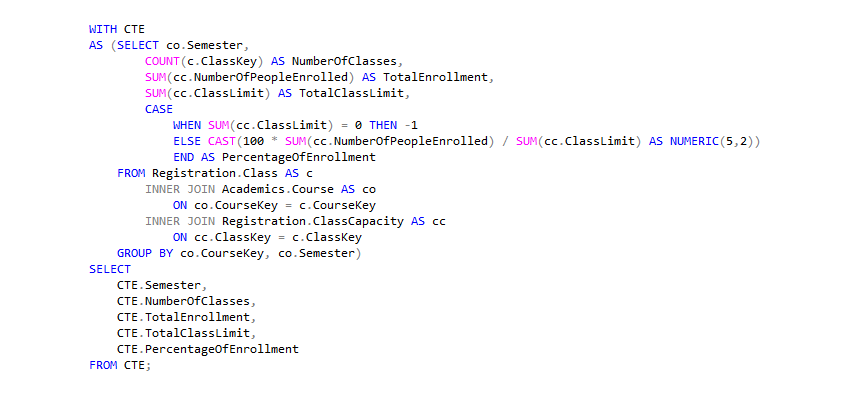 WITH CTE
AS (SELECT co.Semester,
COUNT(c.ClassKey) AS NumberOfClasses,
SUM(cc.NumberOfPeopleEnrolled) AS TotalEnrollment,
SUM(cc.ClassLimit) AS TotalClassLimit,
CASE
WHEN SUM(cc.ClassLimit) = 0 THEN -1
ELSE CAST(100 * SUM(cc.NumberOfPeopleEnrolled) / SUM(cc.ClassLimit) AS NUMERIC(5,2))
END AS PercentageOfEnrollment
FROM Registration.Class AS c
INNER JOIN Academics.Course AS co
ON co.CourseKey = c.CourseKey
INNER JOIN Registration.ClassCapacity AS cc
ON cc.ClassKey = c.ClassKey
GROUP BY co.CourseKey, co.Semester)
SELECT
CTE.Semester,
CTE.NumberOfClasses,
CTE.TotalEnrollment,
CTE.TotalClassLimit,
CTE.PercentageOfEnrollment
FROM CTE;